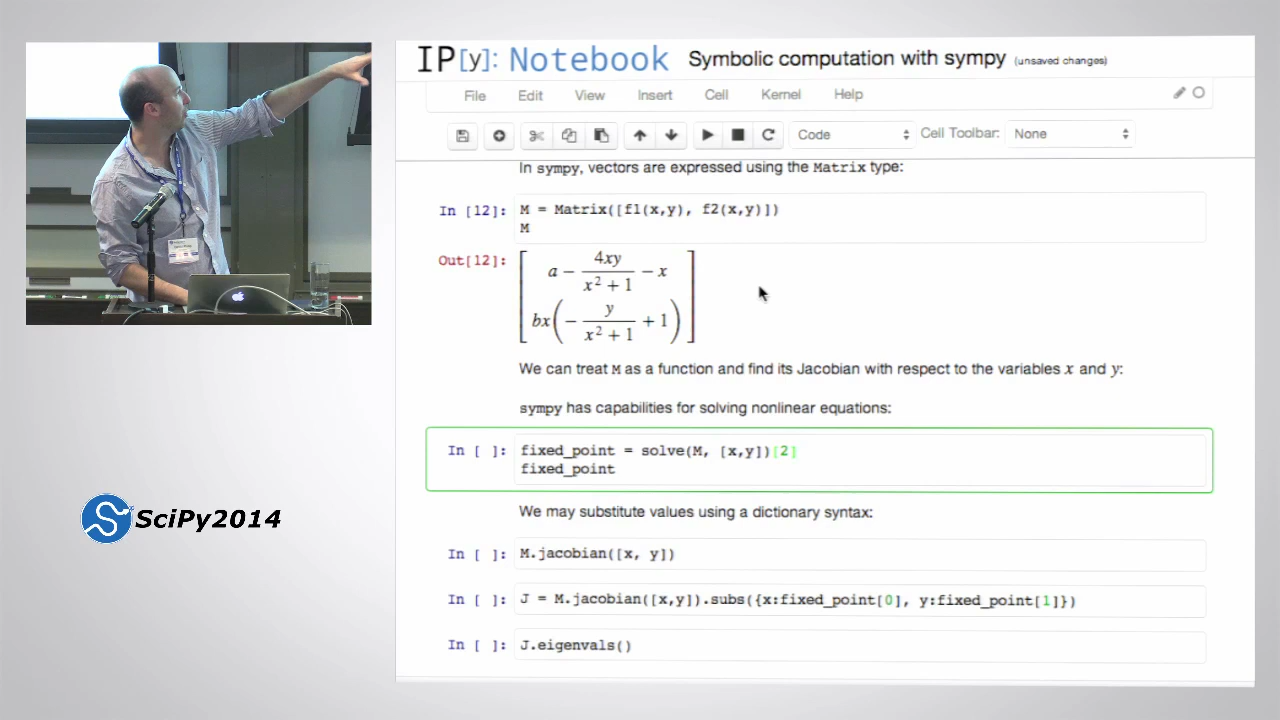 IP[y]: Notebook Symbolic computation with sympy (unsaved changes)
File Edit View Insert Cell Kernel Help
Code Cell Toolbar: None
In sympy, vectors are expressed using the Matrix type:
In [12]: M = Matrix([f1(x,y), f2(x,y)])
M
Out[12]: [ a − 4xy/(x² + 1) − x
bx(− y/(x² + 1) + 1) ]
We can treat M as a function and find its Jacobian with respect to the variables x and y:
sympy has capabilities for solving nonlinear equations:
In [ ]: fixed_point = solve(M, [x,y])[2]
fixed_point
We may substitute values using a dictionary syntax:
In [ ]: M.jacobian([x, y])
In [ ]: J = M.jacobian([x,y]).subs({x:fixed_point[0], y:fixed_point[1]})
In [ ]: J.eigenvals()
SciPy2014